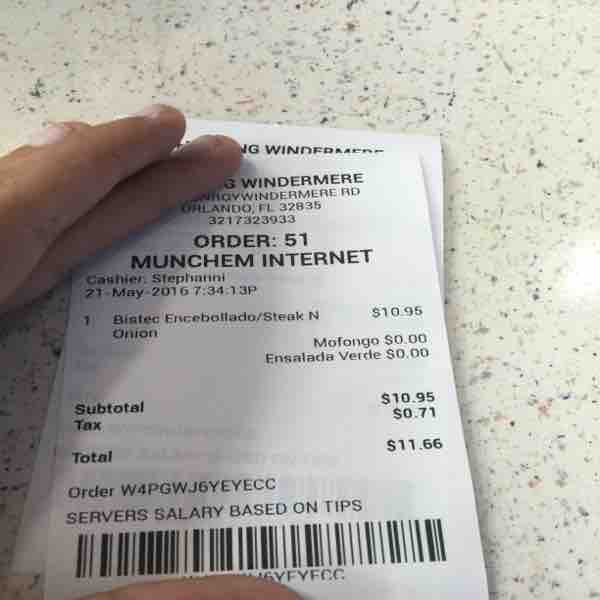 NG WINDERMERE
G WINDERMERE
WINDERMERE RD
ORLANDO, FL 32835
3217323933
ORDER: 51
MUNCHEM INTERNET
Cashier: Stephanni
21-May-2016 7:34:13P
1 Bistec Encebollado/Steak N $10.95
Onion
Mofongo $0.00
Ensalada Verde $0.00
Subtotal $10.95
Tax $0.71
Total $11.66
Order W4PGWJ6YEYECC
SERVERS SALARY BASED ON TIPS
J6YEYECC